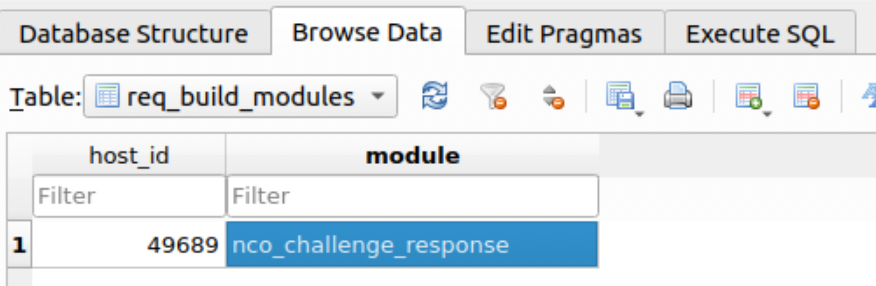 Database Structure Browse Data Edit Pragmas Execute SQL
Table: req_build_modules
host_id module
Filter Filter
1 49689 nco_challenge_response